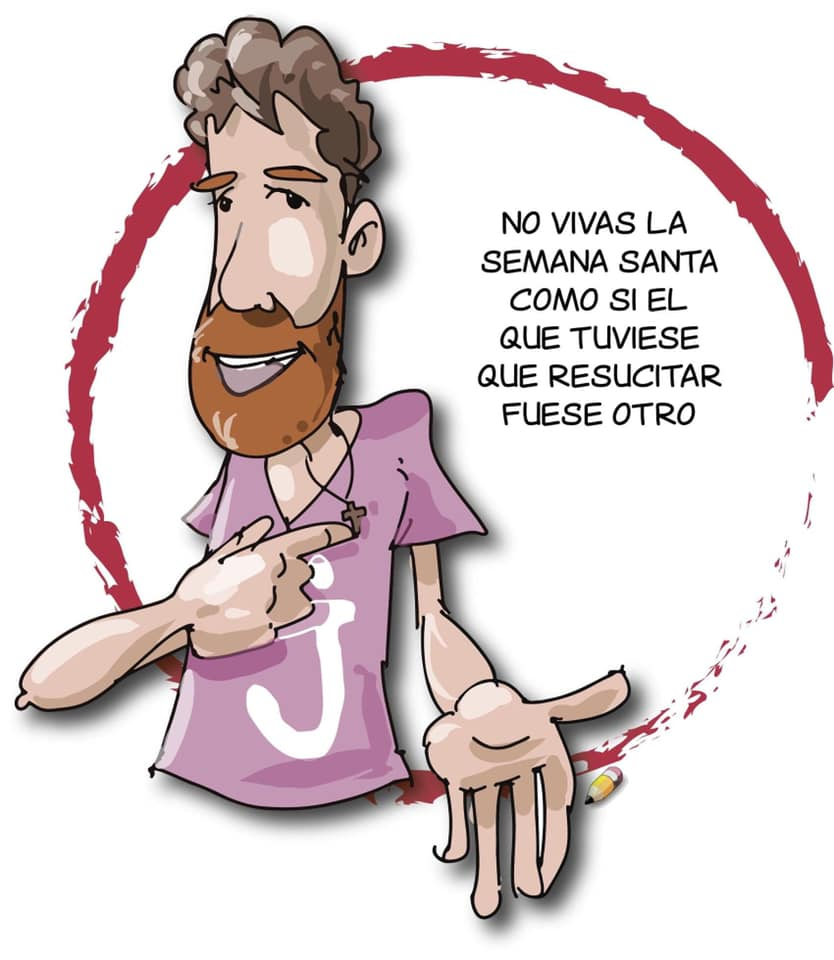 NO VIVAS LA
SEMANA SANTA
COMO SI EL
QUE TUVIESE
QUE RESUCITAR
FUESE OTRO
j